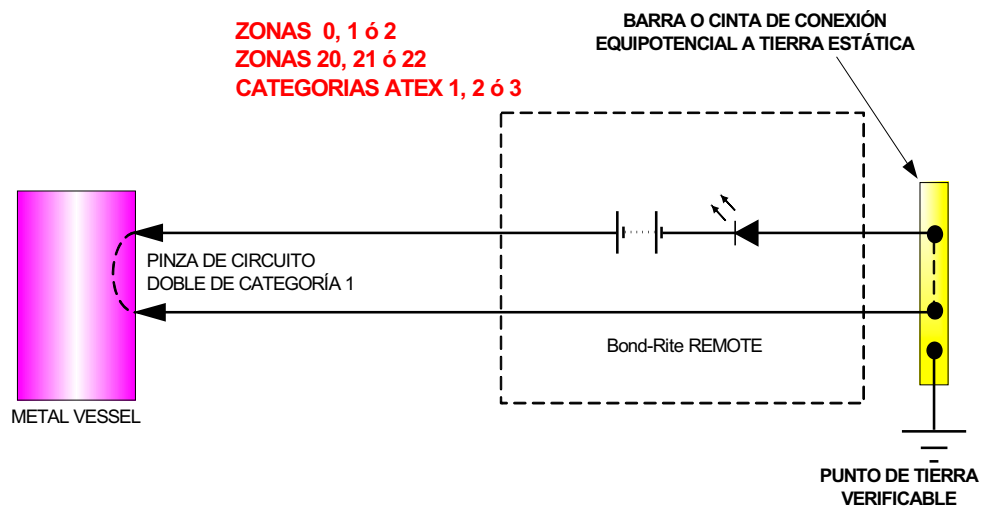 ZONAS 0, 1 ó 2
ZONAS 20, 21 ó 22
CATEGORIAS ATEX 1, 2 ó 3
BARRA O CINTA DE CONEXIÓN
EQUIPOTENCIAL A TIERRA ESTÁTICA
PINZA DE CIRCUITO
DOBLE DE CATEGORÍA 1
Bond-Rite REMOTE
METAL VESSEL
PUNTO DE TIERRA
VERIFICABLE